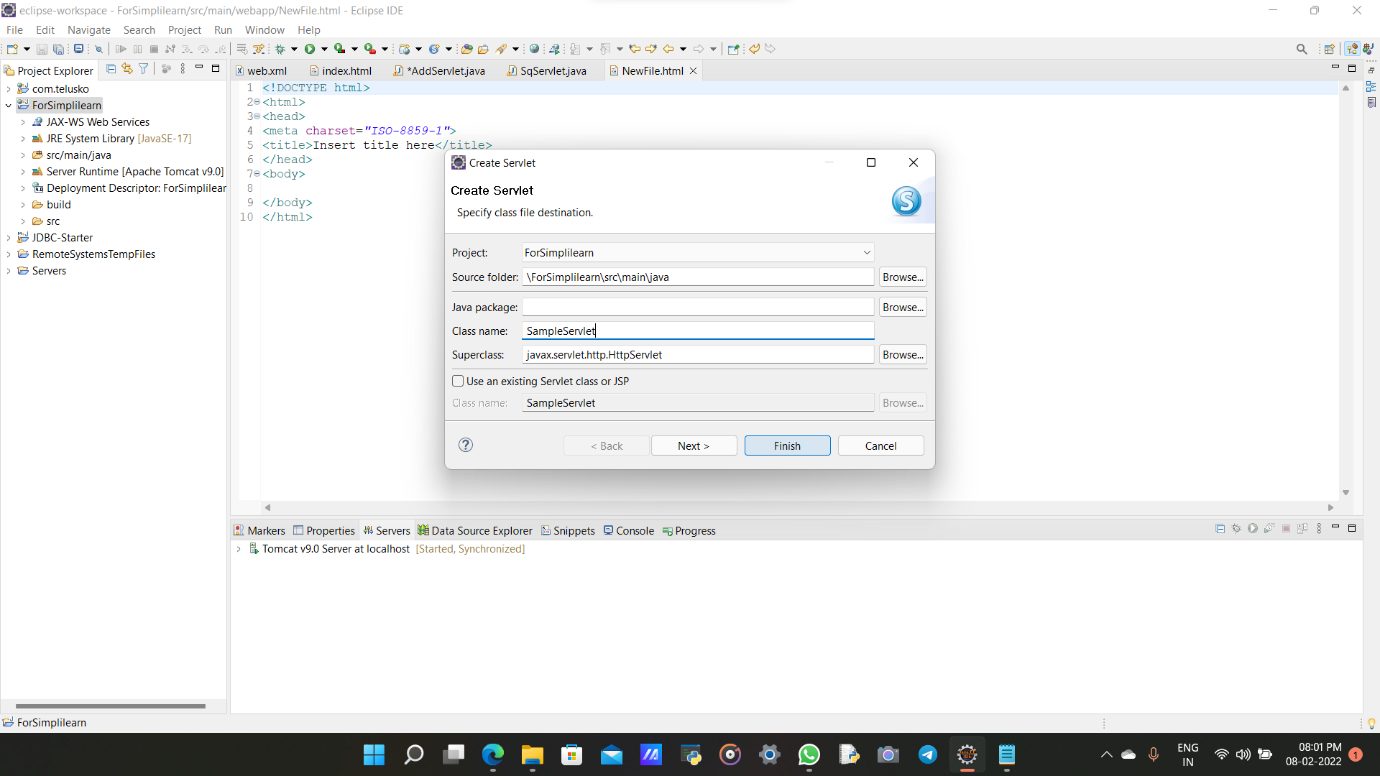 eclipse-workspace - ForSimplilearn/src/main/webapp/NewFile.html - Eclipse IDE
File Edit Navigate Search Project Run Window Help
Project Explorer
com.telusko
ForSimplilearn
JAX-WS Web Services
JRE System Library [JavaSE-17]
src/main/java
Server Runtime [Apache Tomcat v9.0]
Deployment Descriptor: ForSimplilearn
build
src
JDBC-Starter
RemoteSystemsTempFiles
Servers
web.xml index.html *AddServlet.java SqServlet.java NewFile.html
1 <!DOCTYPE html>
2 <html>
3 <head>
4 <meta charset="ISO-8859-1">
5 <title>Insert title here</title>
6 </head>
7 <body>
8
9 </body>
10 </html>
Create Servlet
Create Servlet
Specify class file destination.
S
Project: ForSimplilearn
Source folder: \ForSimplilearn\src\main\java Browse...
Java package: Browse...
Class name: SampleServlet
Superclass: javax.servlet.http.HttpServlet Browse...
Use an existing Servlet class or JSP
Class name: SampleServlet Browse...
? < Back Next > Finish Cancel
Markers Properties Servers Data Source Explorer Snippets Console Progress
Tomcat v9.0 Server at localhost [Started, Synchronized]
ForSimplilearn
ENG
IN
08:01 PM
08-02-2022
1